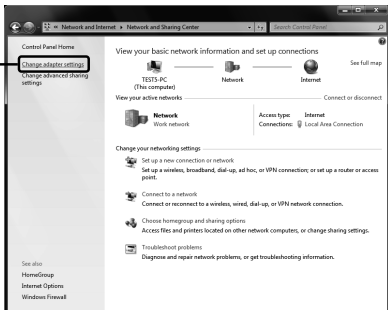 « Network and Internet ▸ Network and Sharing Center
Search Control Panel
Control Panel Home
Change adapter settings
Change advanced sharing
settings
View your basic network information and set up connections
See full map
TESTS-PC
(This computer)
Network
Internet
View your active networks
Connect or disconnect
Network
Work network
Access type: Internet
Connections: Local Area Connection
Change your networking settings
Set up a new connection or network
Set up a wireless, broadband, dial-up, ad hoc, or VPN connection; or set up a router or access
point.
Connect to a network
Connect or reconnect to a wireless, wired, dial-up, or VPN network connection.
Choose homegroup and sharing options
Access files and printers located on other network computers, or change sharing settings.
Troubleshoot problems
Diagnose and repair network problems, or get troubleshooting information.
See also
HomeGroup
Internet Options
Windows Firewall